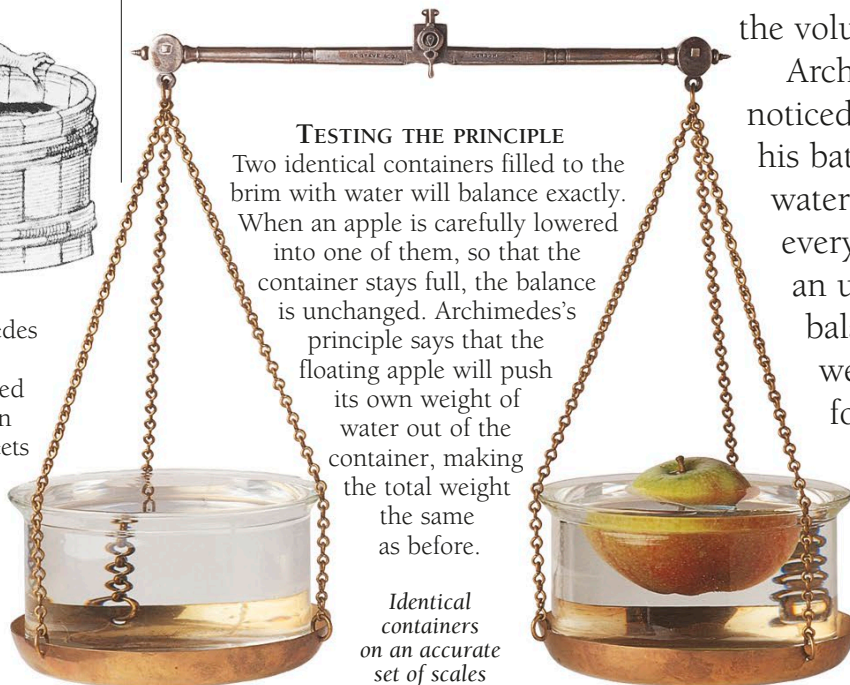 edes
ed
n
ets
TESTING THE PRINCIPLE
Two identical containers filled to the
brim with water will balance exactly.
When an apple is carefully lowered
into one of them, so that the
container stays full, the balance
is unchanged. Archimedes's
principle says that the
floating apple will push
its own weight of
water out of the
container, making
the total weight
the same
as before.
Identical
containers
on an accurate
set of scales
the volu
Arch
noticed
his bat
water
every
an u
bala
we
fo